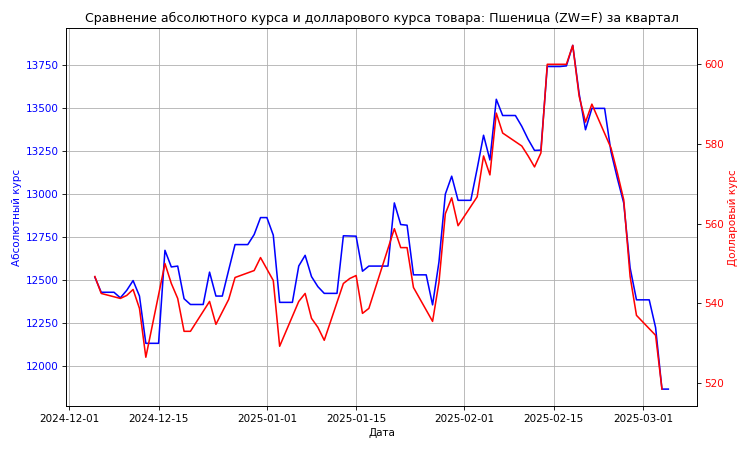 Сравнение абсолютного курса и долларового курса товара: Пшеница (ZW=F) за квартал
Абсолютный курс
13750
13500
13250
13000
12750
12500
12250
12000
600
580
560
540
520
Долларовый курс
2024-12-01 2024-12-15 2025-01-01 2025-01-15 2025-02-01 2025-02-15 2025-03-01
Дата